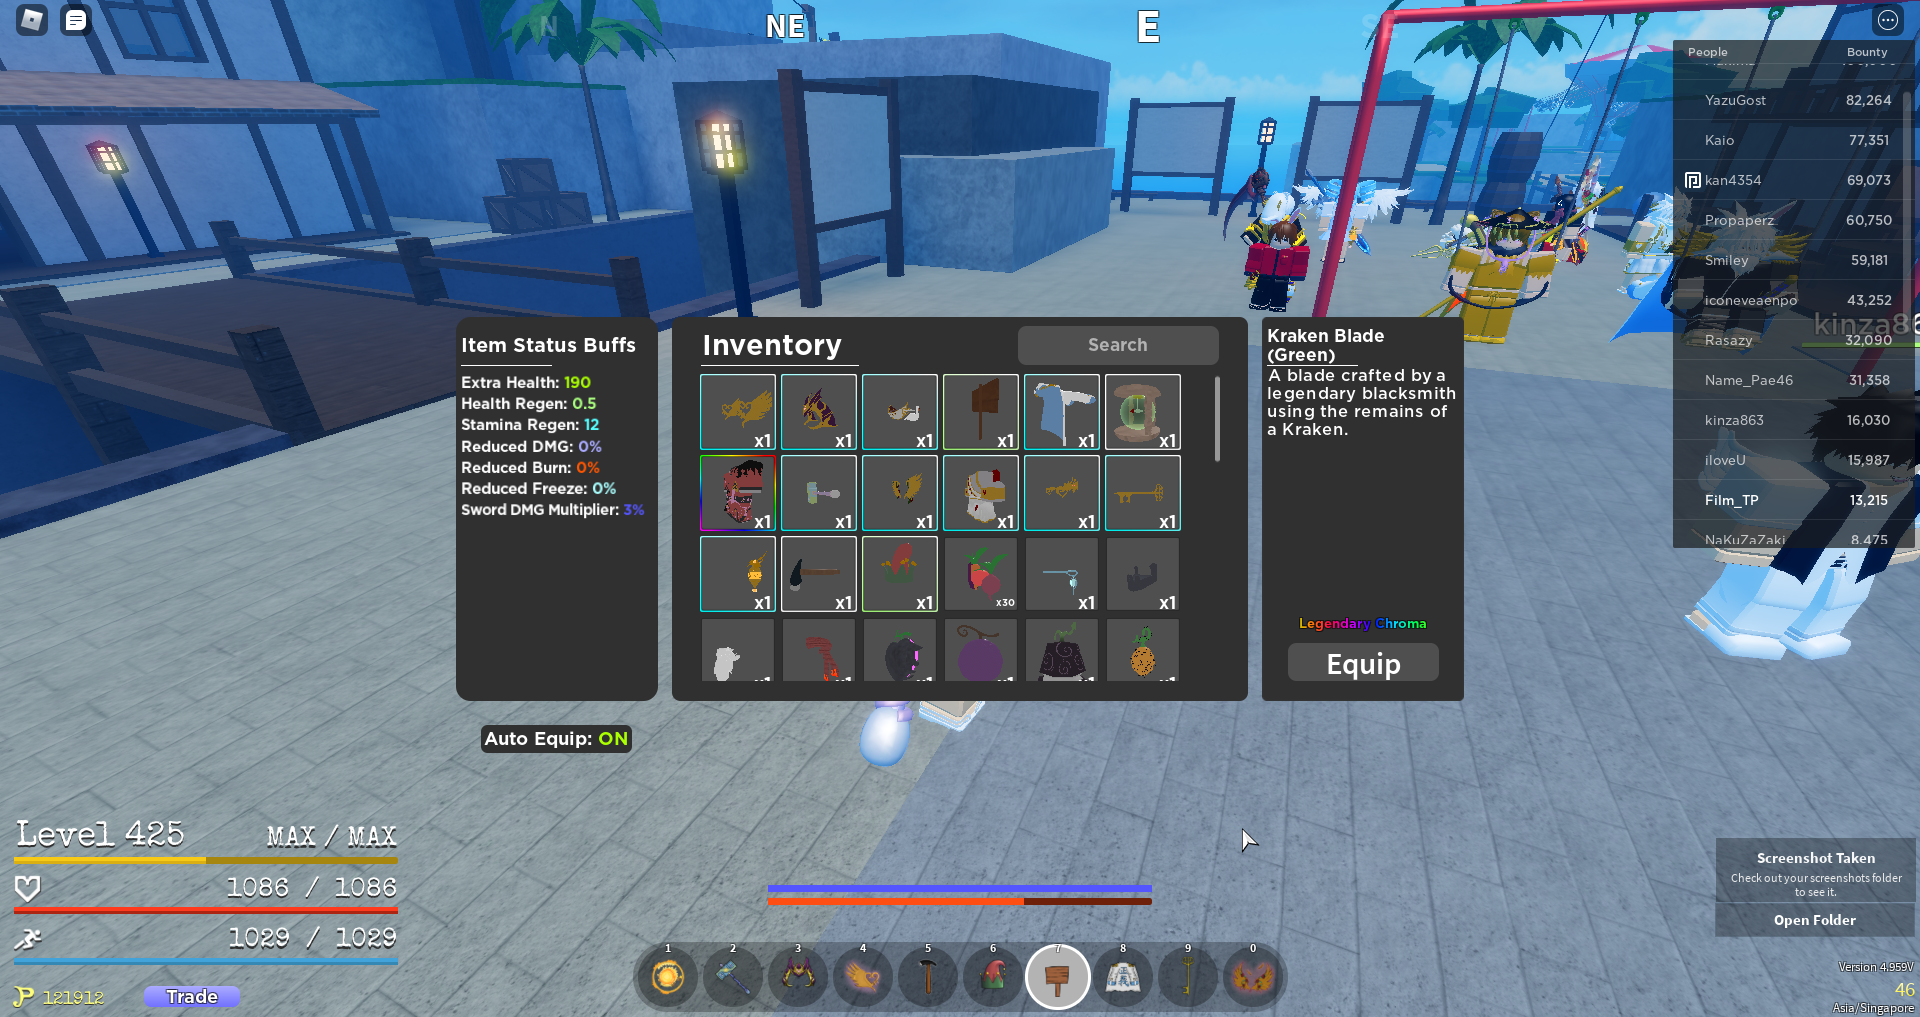 N
NE
E
People Bounty
YazuGost 82,264
Kaio 77,351
kan4354 69,073
Propaperz 60,750
Smiley 59,181
iconeveaenpo 43,252
kinza86
Rasazy 32,090
Name_Pae46 31,358
kinza863 16,030
iloveU 15,987
Film_TP 13,215
NaKuZaZaki 8,475
Item Status Buffs
Extra Health: 190
Health Regen: 0.5
Stamina Regen: 12
Reduced DMG: 0%
Reduced Burn: 0%
Reduced Freeze: 0%
Sword DMG Multiplier: 3%
Auto Equip: ON
Inventory
Search
x1 x1 x1 x1 x1 x1
x1 x1 x1 x1 x1 x1
x1 x1 x1 x30 x1 x1
Kraken Blade
(Green)
A blade crafted by a
legendary blacksmith
using the remains of
a Kraken.
Legendary Chroma
Equip
Level 425 MAX / MAX
1086 / 1086
1029 / 1029
121912
Trade
1 2 3 4 5 6 7 8 9 0
Screenshot Taken
Check out your screenshots folder
to see it.
Open Folder
Version 4.959V
46
Asia/Singapore